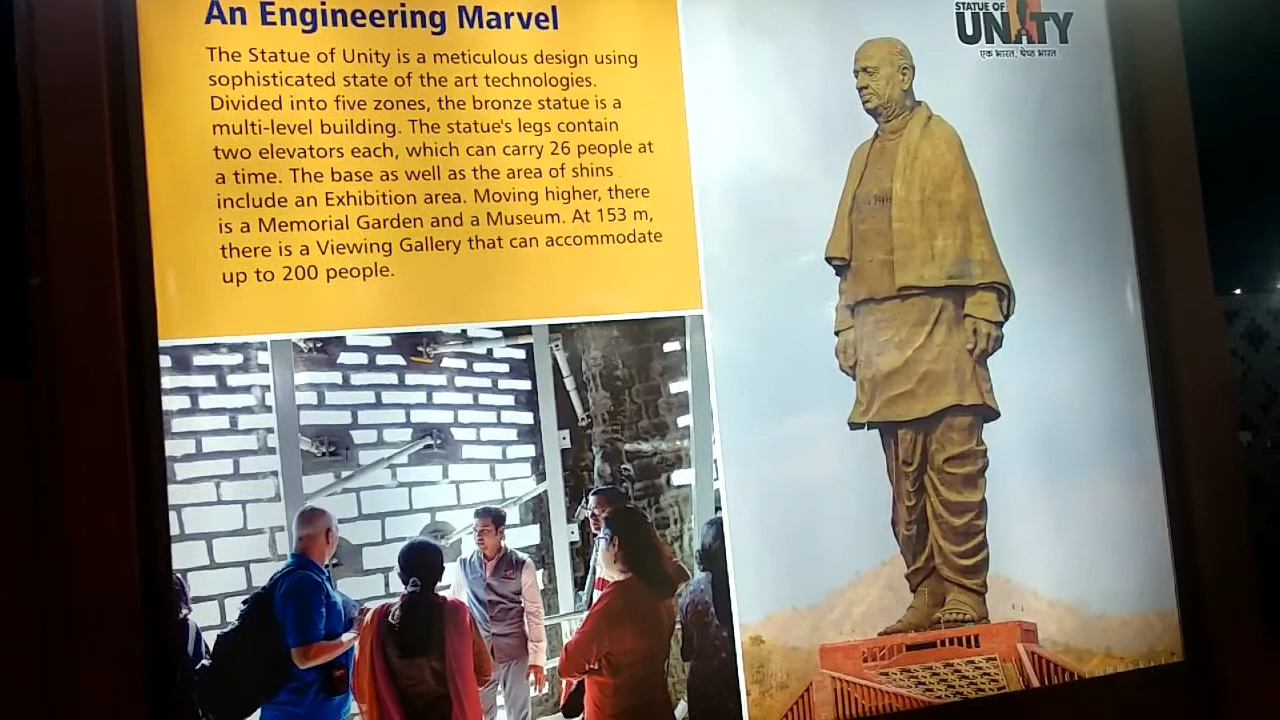 An Engineering Marvel
The Statue of Unity is a meticulous design using
sophisticated state of the art technologies.
Divided into five zones, the bronze statue is a
multi-level building. The statue's legs contain
two elevators each, which can carry 26 people at
a time. The base as well as the area of shins
include an Exhibition area. Moving higher, there
is a Memorial Garden and a Museum. At 153 m,
there is a Viewing Gallery that can accommodate
up to 200 people.
STATUE OF
UNITY
एक भारत, श्रेष्ठ भारत